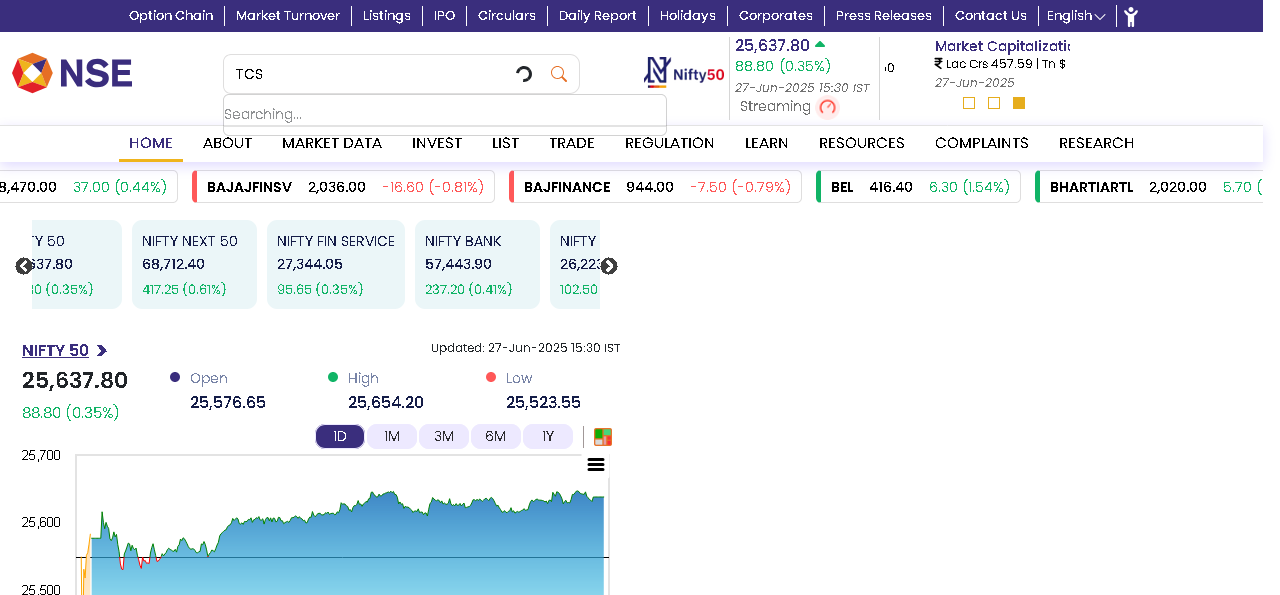 Option Chain Market Turnover Listings IPO Circulars Daily Report Holidays Corporates Press Releases Contact Us English
NSE
TCS
Searching...
Nifty50
25,637.80
88.80 (0.35%)
27-Jun-2025 15:30 IST
Streaming
Market Capitalizatic
₹ Lac Crs 457.59 | Tn $
27-Jun-2025
HOME ABOUT MARKET DATA INVEST LIST TRADE REGULATION LEARN RESOURCES COMPLAINTS RESEARCH
8,470.00 37.00 (0.44%) BAJAJFINSV 2,036.00 -16.60 (-0.81%) BAJFINANCE 944.00 -7.50 (-0.79%) BEL 416.40 6.30 (1.54%) BHARTIARTL 2,020.00 5.70 (
TY 50 NIFTY NEXT 50 NIFTY FIN SERVICE NIFTY BANK NIFTY
637.80 68,712.40 27,344.05 57,443.90 26,223
30 (0.35%) 417.25 (0.61%) 95.65 (0.35%) 237.20 (0.41%) 102.50
NIFTY 50
Updated: 27-Jun-2025 15:30 IST
25,637.80
88.80 (0.35%)
Open High Low
25,576.65 25,654.20 25,523.55
1D 1M 3M 6M 1Y
25,700
25,600
25,500